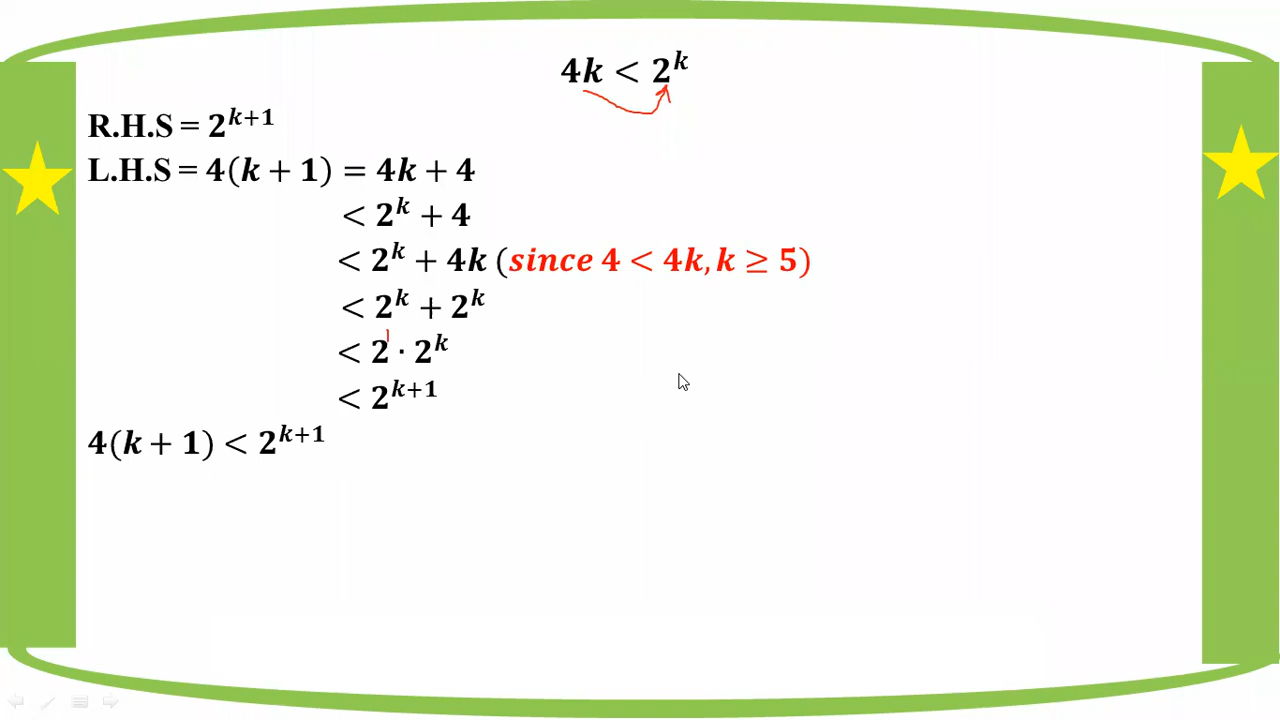 4k < 2^k
R.H.S = 2^{k+1}
L.H.S = 4(k + 1) = 4k + 4
< 2^k + 4
< 2^k + 4k (since 4 < 4k, k ≥ 5)
< 2^k + 2^k
< 2^1 · 2^k
< 2^{k+1}
4(k + 1) < 2^{k+1}